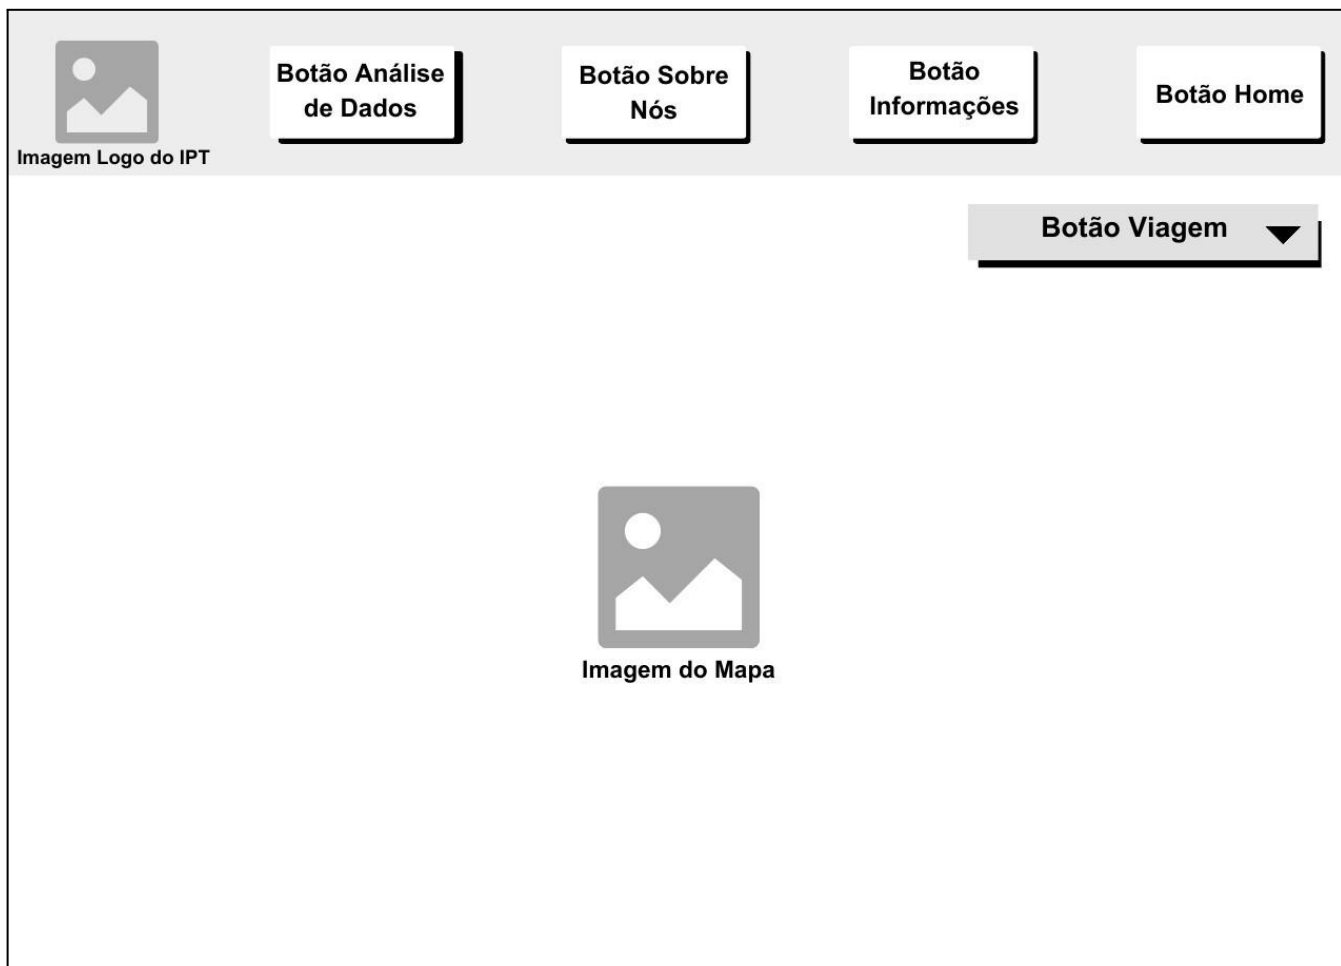 Imagem Logo do IPT
Botão Análise
de Dados
Botão Sobre
Nós
Botão
Informações
Botão Home
Botão Viagem
Imagem do Mapa